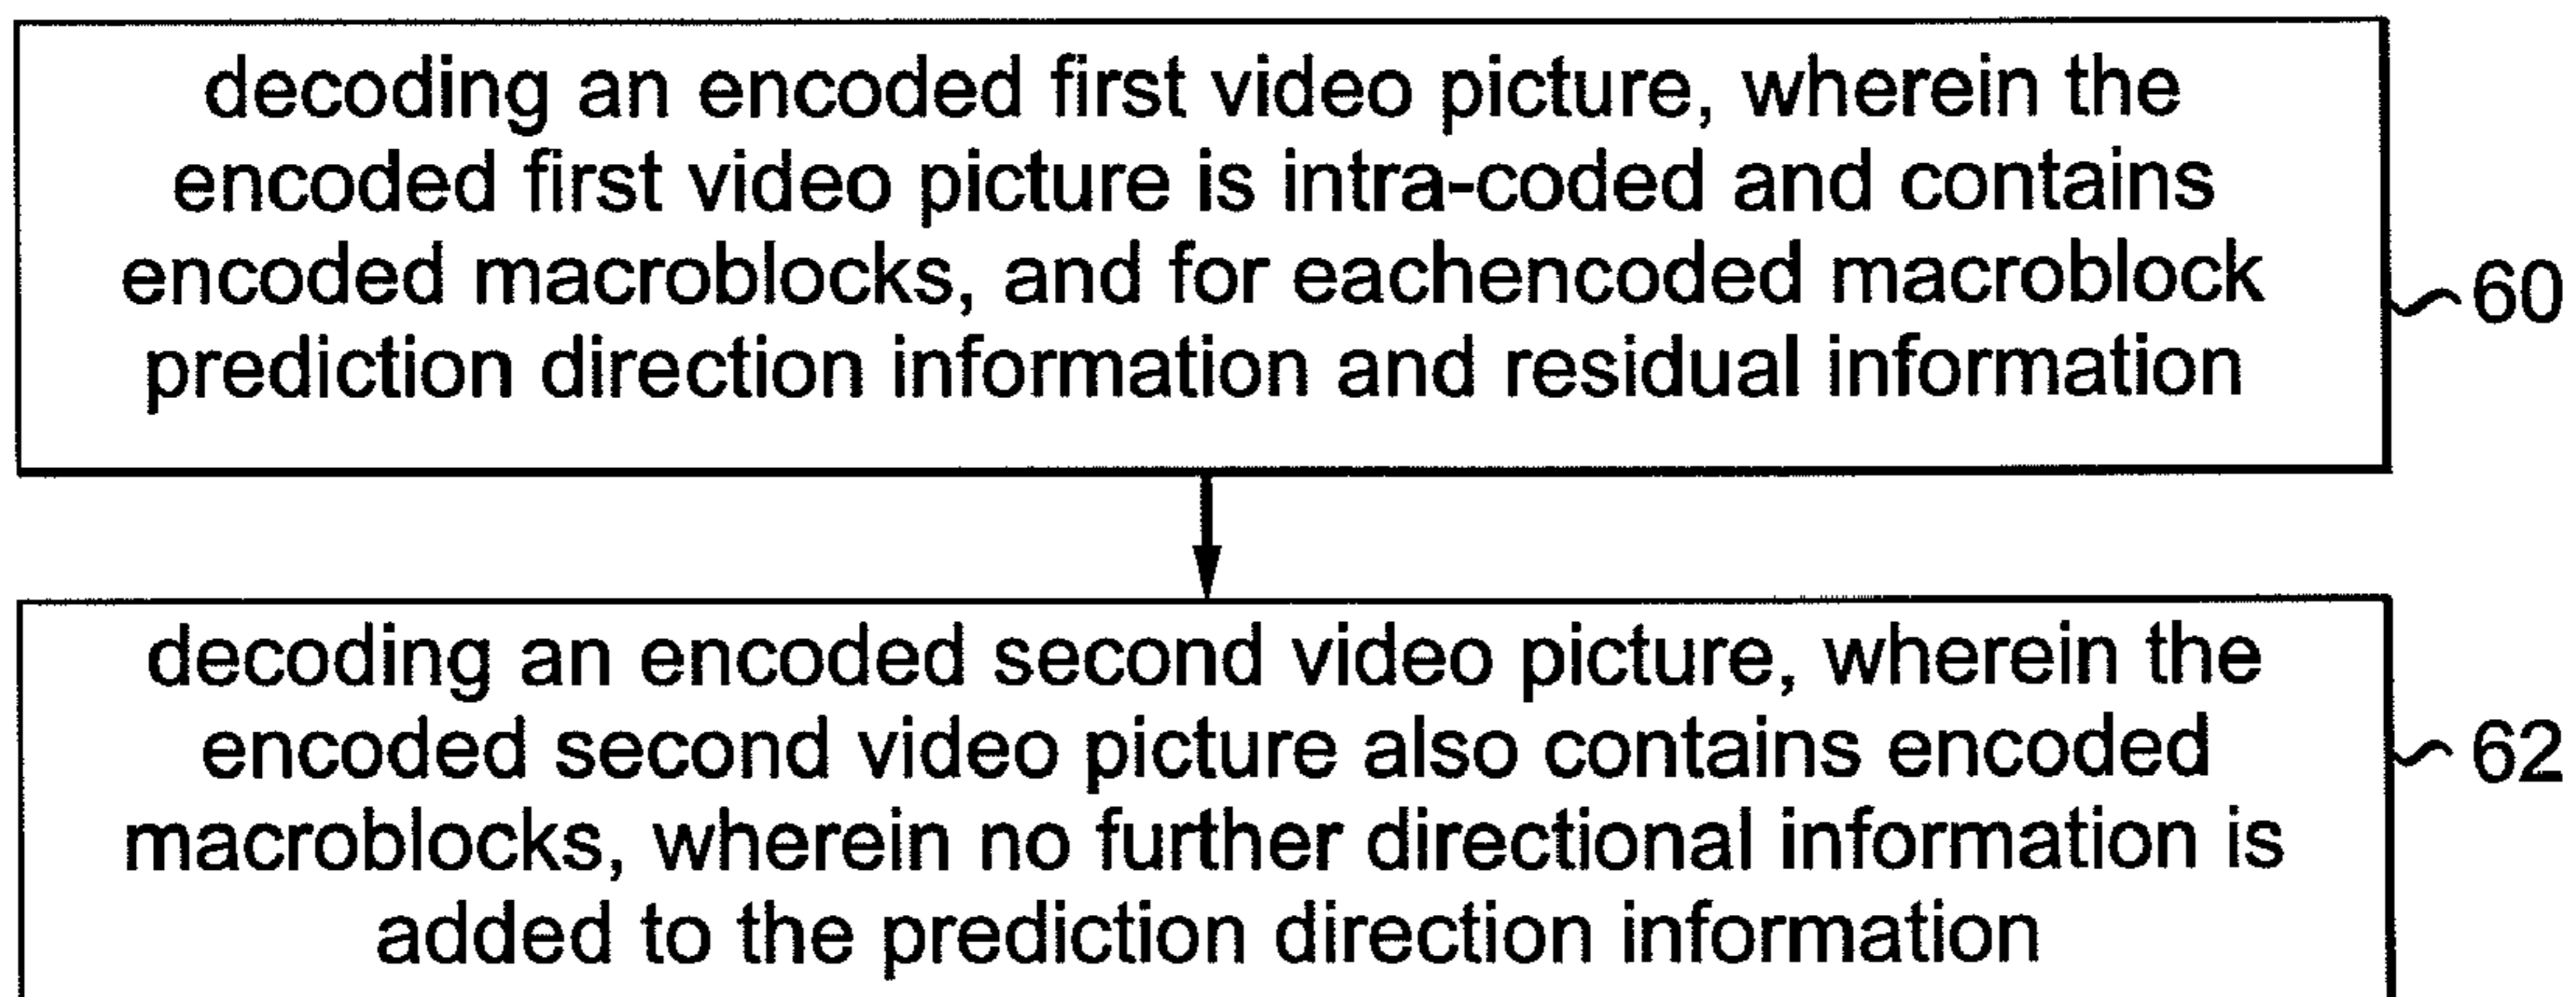 decoding an encoded first video picture, wherein the
encoded first video picture is intra-coded and contains
encoded macroblocks, and for eachencoded macroblock
prediction direction information and residual information
60
decoding an encoded second video picture, wherein the
encoded second video picture also contains encoded
macroblocks, wherein no further directional information is
added to the prediction direction information
62